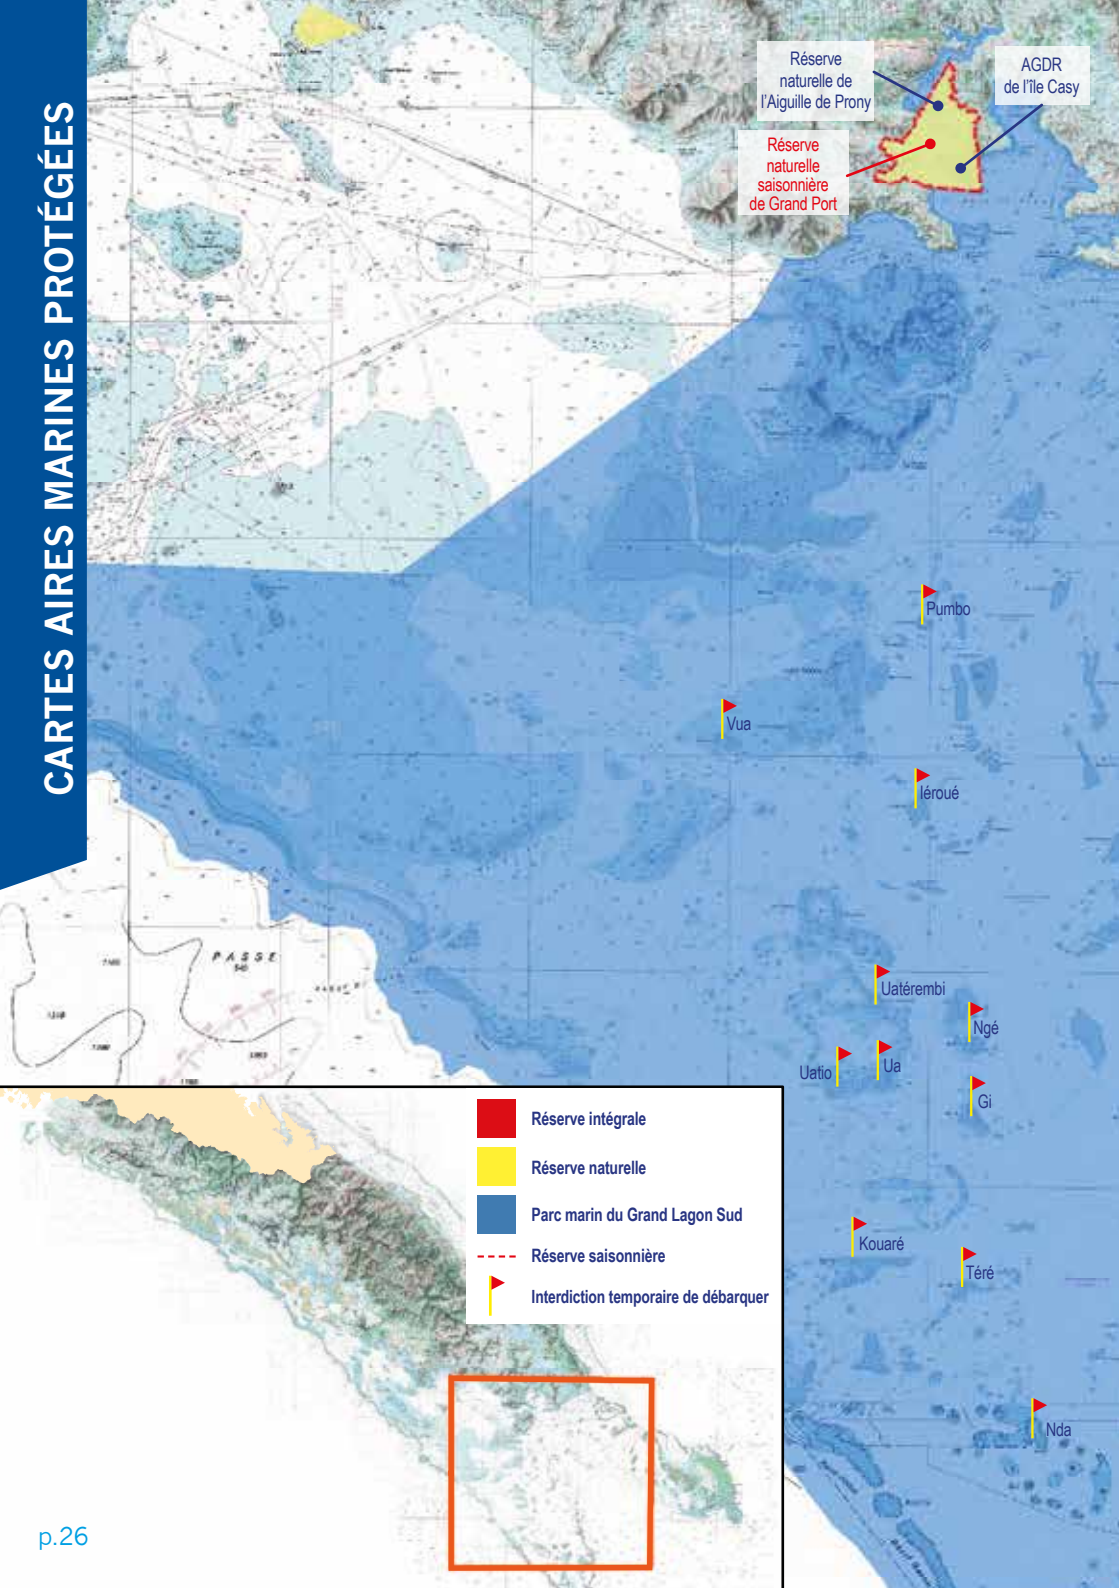 CARTES AIRES MARINES PROTÉGÉES
Réserve
naturelle de
l'Aiguille de Prony
AGDR
de l'île Casy
Réserve
naturelle
saisonnière
de Grand Port
Pumbo
Vua
Iéroué
PASSE
Uatérembi
Ngé
Uatio
Ua
Gi
Kouaré
Téré
Nda
Réserve intégrale
Réserve naturelle
Parc marin du Grand Lagon Sud
Réserve saisonnière
Interdiction temporaire de débarquer
p.26